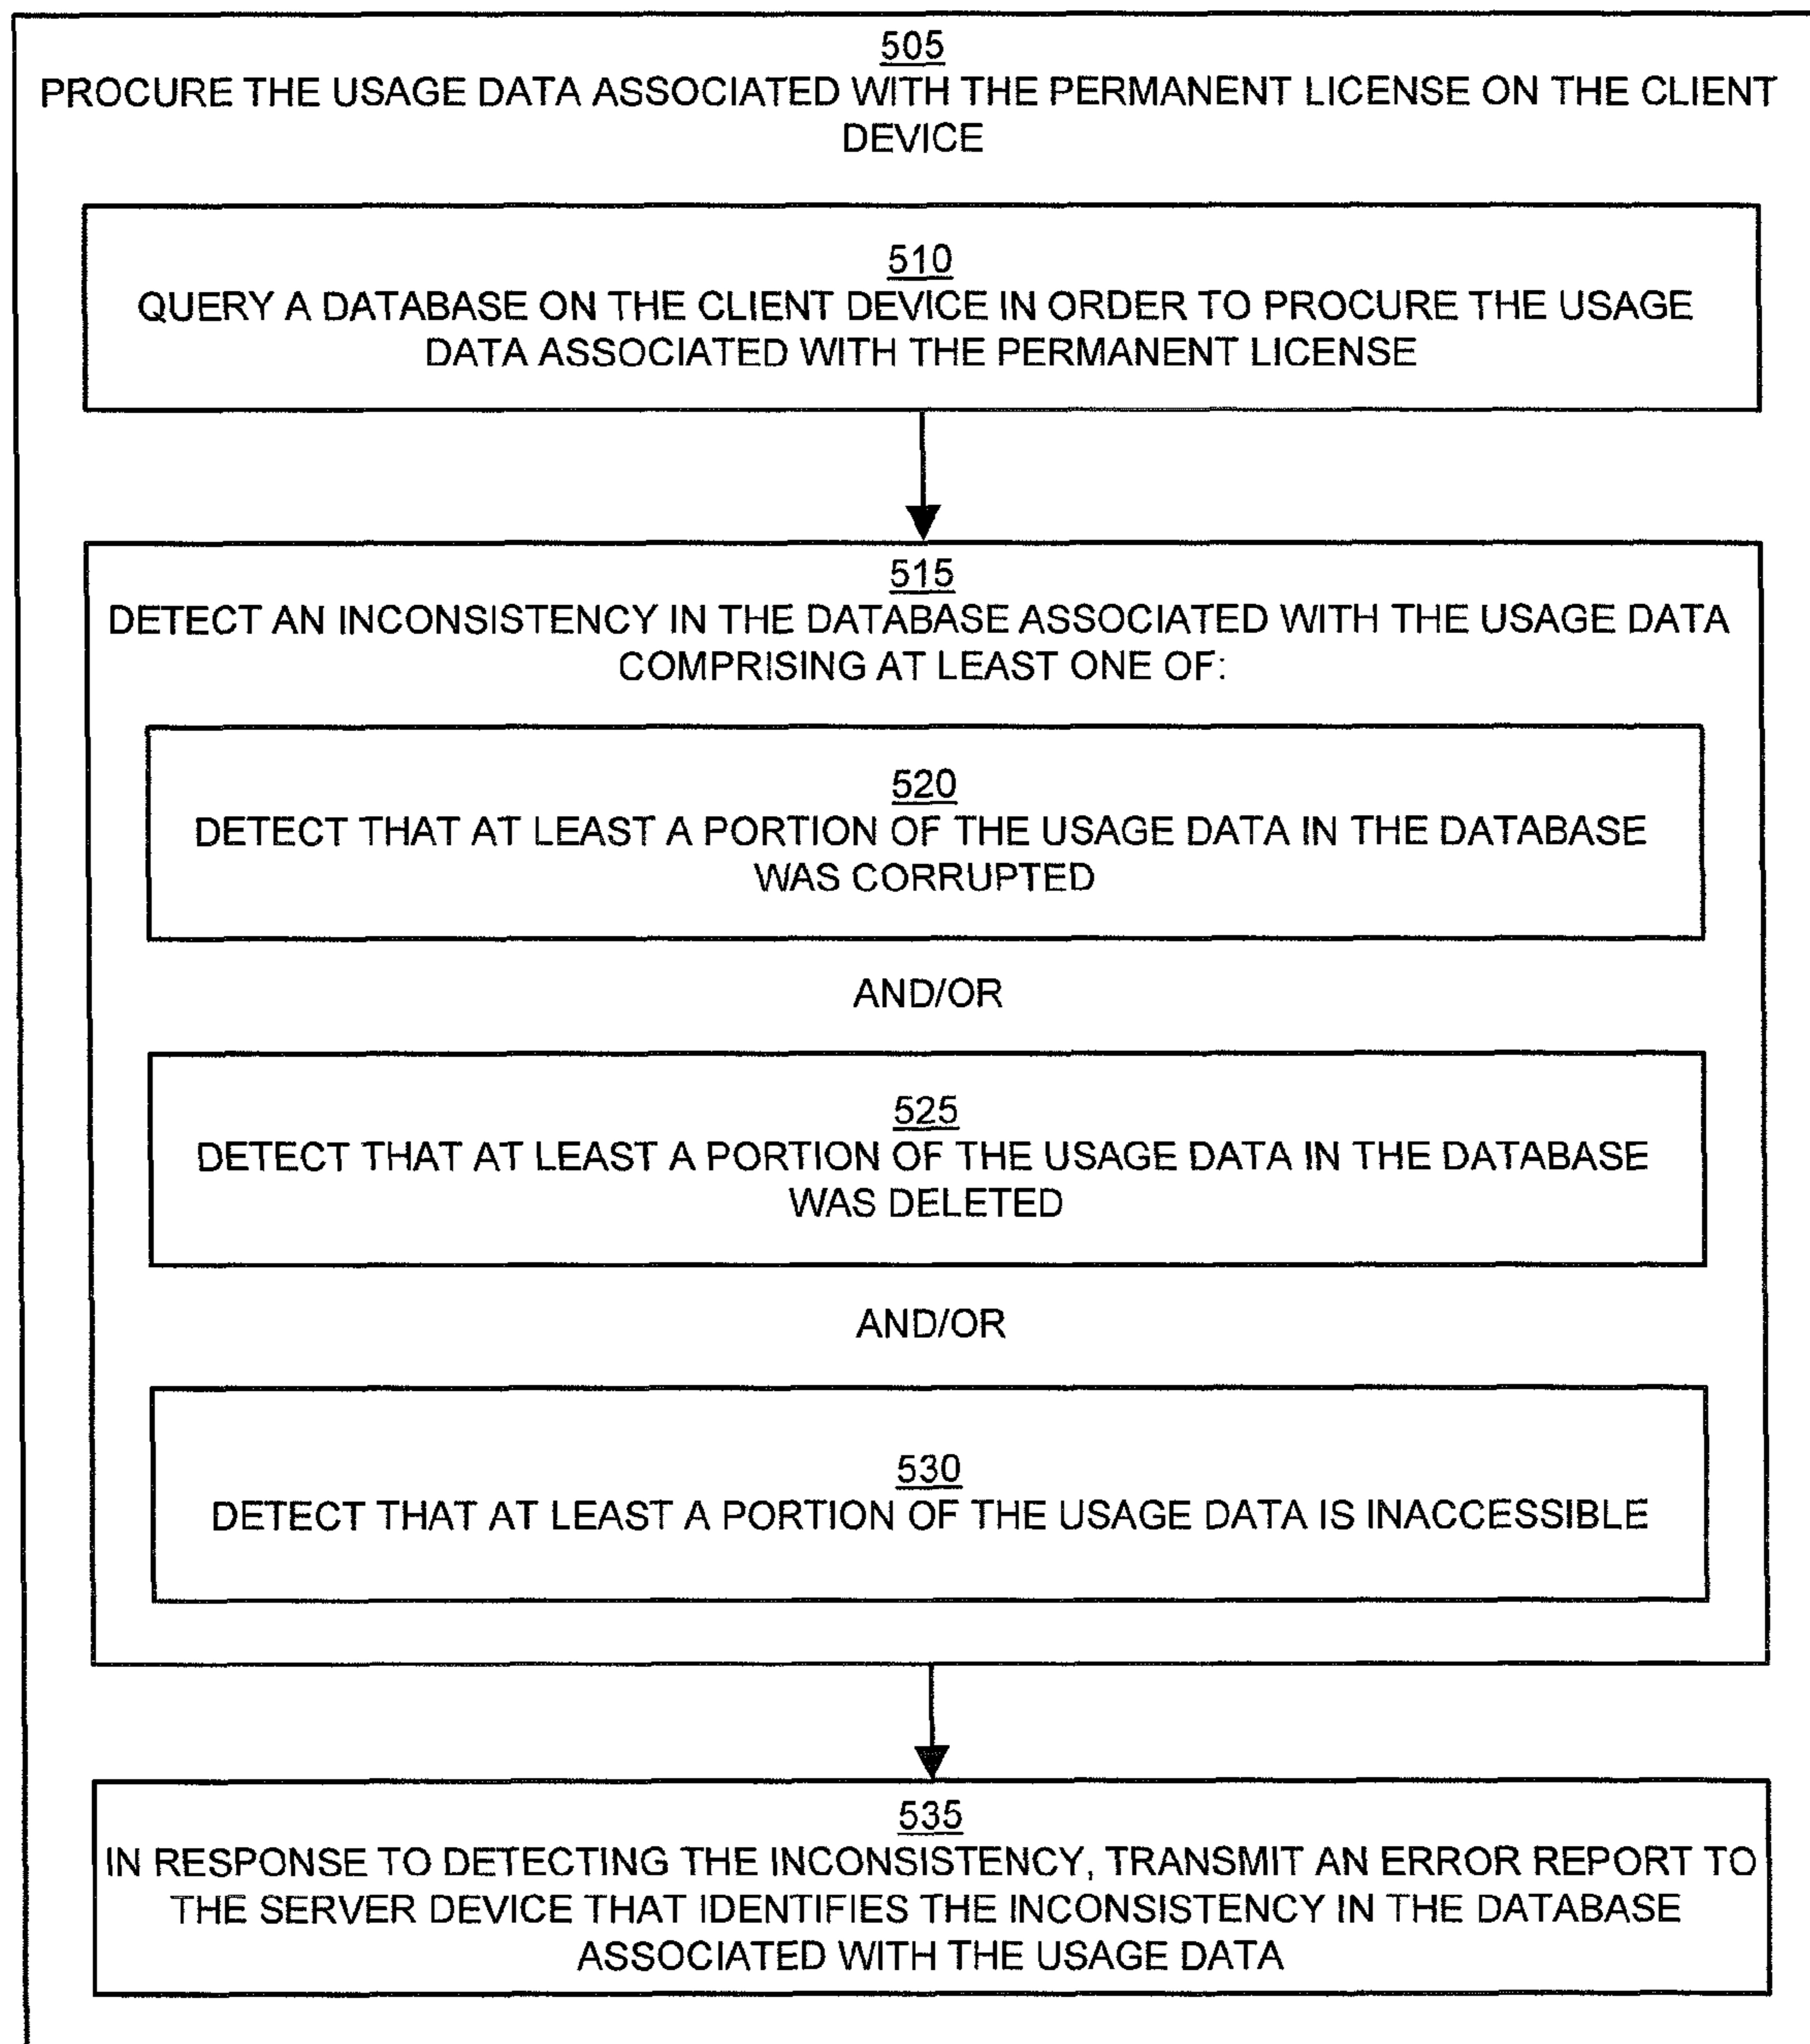 505
PROCURE THE USAGE DATA ASSOCIATED WITH THE PERMANENT LICENSE ON THE CLIENT
DEVICE
510
QUERY A DATABASE ON THE CLIENT DEVICE IN ORDER TO PROCURE THE USAGE
DATA ASSOCIATED WITH THE PERMANENT LICENSE
515
DETECT AN INCONSISTENCY IN THE DATABASE ASSOCIATED WITH THE USAGE DATA
COMPRISING AT LEAST ONE OF:
520
DETECT THAT AT LEAST A PORTION OF THE USAGE DATA IN THE DATABASE
WAS CORRUPTED
AND/OR
525
DETECT THAT AT LEAST A PORTION OF THE USAGE DATA IN THE DATABASE
WAS DELETED
AND/OR
530
DETECT THAT AT LEAST A PORTION OF THE USAGE DATA IS INACCESSIBLE
535
IN RESPONSE TO DETECTING THE INCONSISTENCY, TRANSMIT AN ERROR REPORT TO
THE SERVER DEVICE THAT IDENTIFIES THE INCONSISTENCY IN THE DATABASE
ASSOCIATED WITH THE USAGE DATA